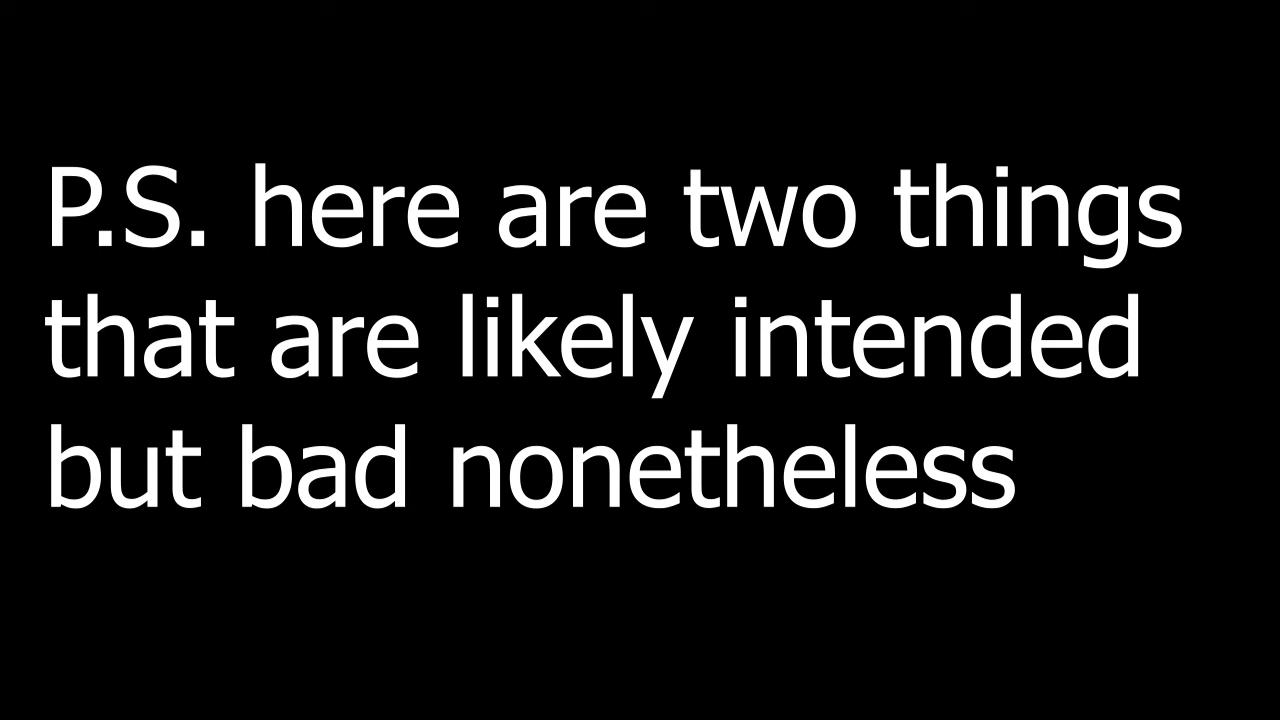 P.S. here are two things
that are likely intended
but bad nonetheless